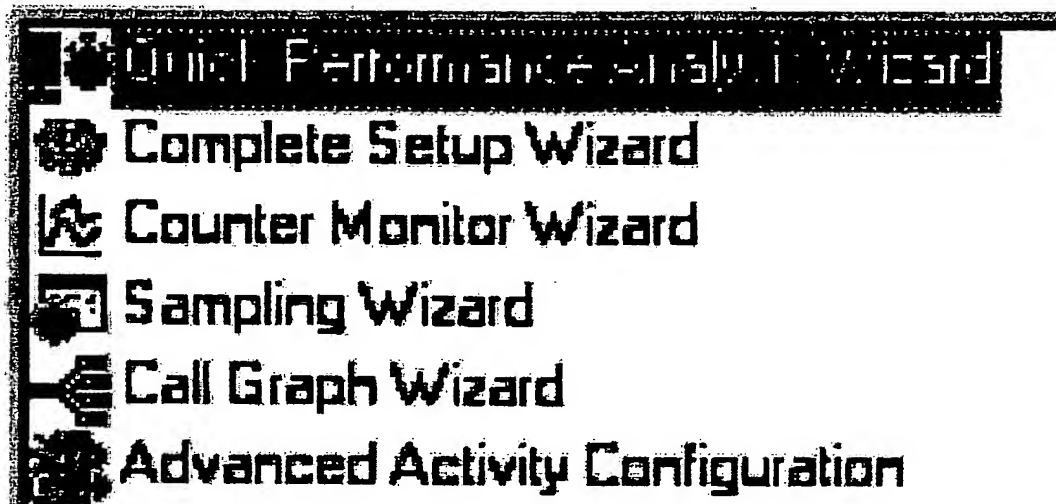 Quick Performance Analysis Wizard
Complete Setup Wizard
Counter Monitor Wizard
Sampling Wizard
Call Graph Wizard
Advanced Activity Configuration